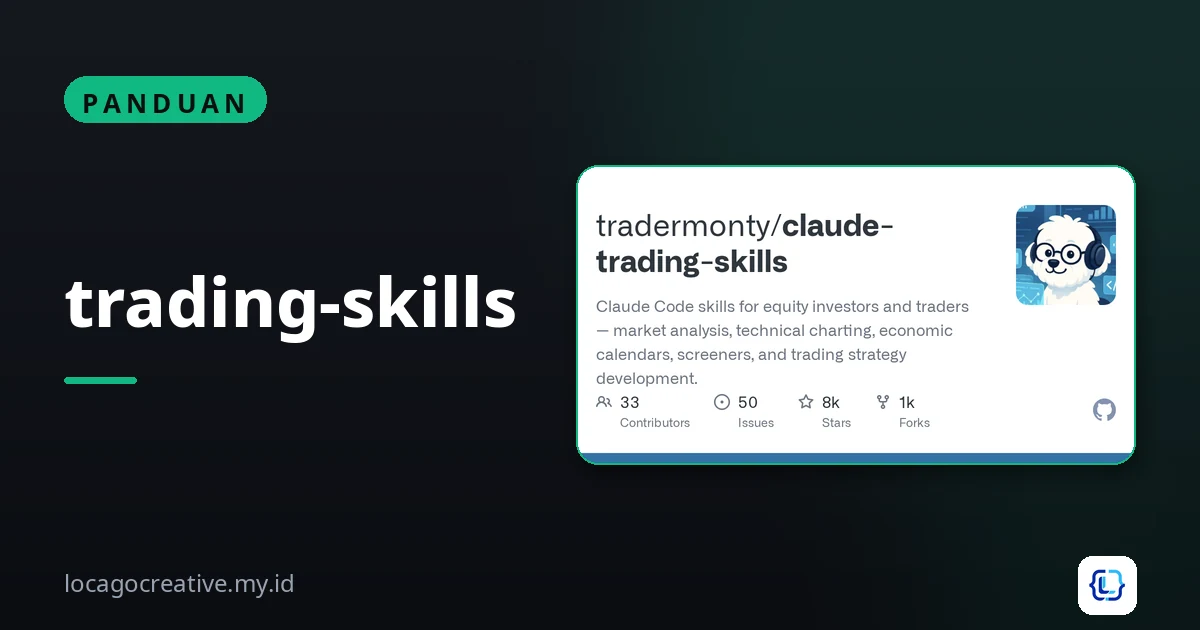 PANDUAN
trading-skills
tradermonty/claude-
trading-skills
Claude Code skills for equity investors and traders
— market analysis, technical charting, economic
calendars, screeners, and trading strategy
development.
33
Contributors
50
Issues
8k
Stars
1k
Forks
locagocreative.my.id